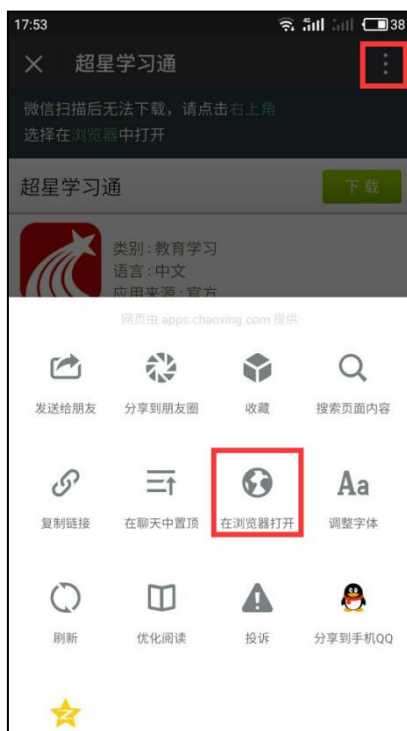 17:53
4G
38
超星学习通
微信扫描后无法下载，请点击右上角
选择在浏览器中打开
超星学习通
下载
类别：教育学习
语言：中文
应用来源：官方
网页由 apps.chaoxing.com 提供
发送给朋友
分享到朋友圈
收藏
搜索页面内容
复制链接
在聊天中置顶
在浏览器打开
Aa
调整字体
刷新
优化阅读
投诉
分享到手机QQ